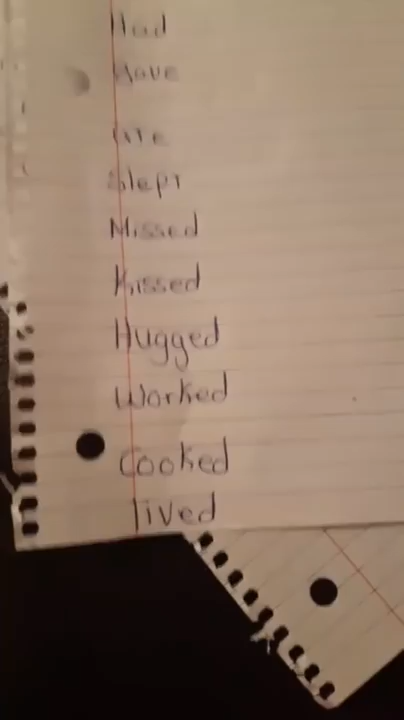 Had
Gave
Ate
Slept
Missed
Kissed
Hugged
Worked
Cooked
lived